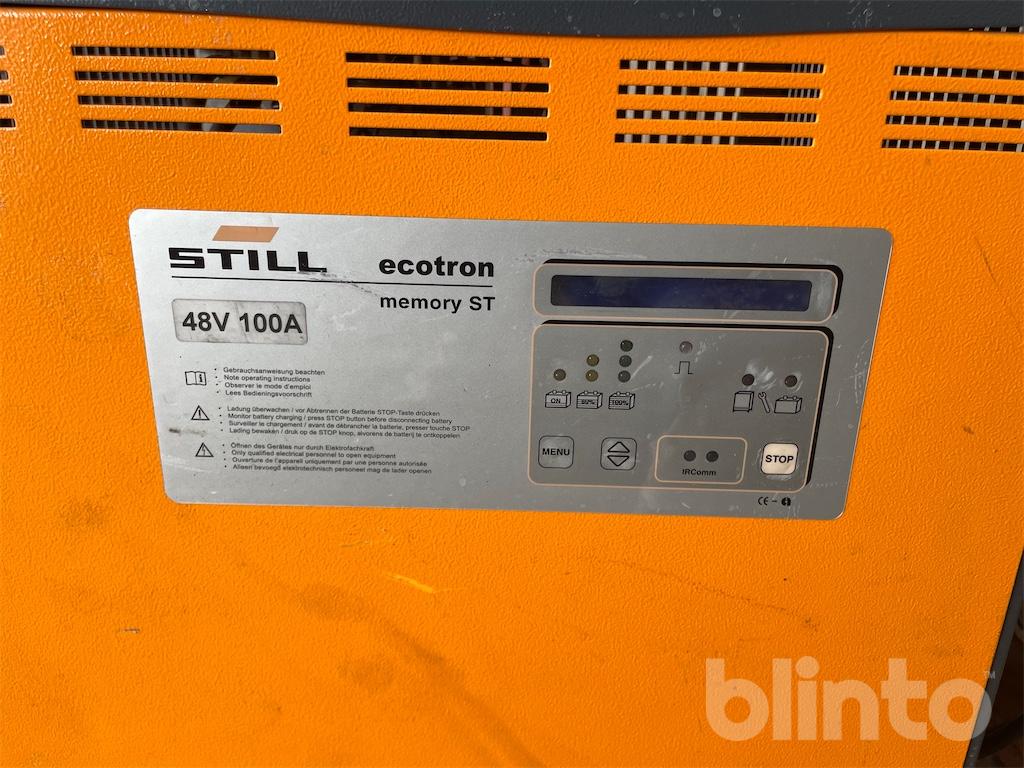 STILL
ecotron
memory ST
48V 100A
Gebrauchsanweisung beachten
Note operating instructions
Observer le mode d'emploi
Lees Bedieningsvoorschrift
Ladung überwachen / vor Abtrennen der Batterie STOP-Taste drücken
Monitor battery charging / press STOP button before disconnecting battery
Surveiller le chargement / avant de débrancher la batterie, presser touche STOP
Lading bewaken / druk op de STOP knop, alvorens de batterij te ontkoppelen
Öffnen des Gerätes nur durch Elektrofachkraft
Only qualified electrical personnel to open equipment
Ouverture de l'appareil uniquement par une personne autorisée
Alleen bevoegd elektrotechnisch personeel mag de lader openen
ON 80% 100%
MENU
IRComm
STOP
CE
blinto™